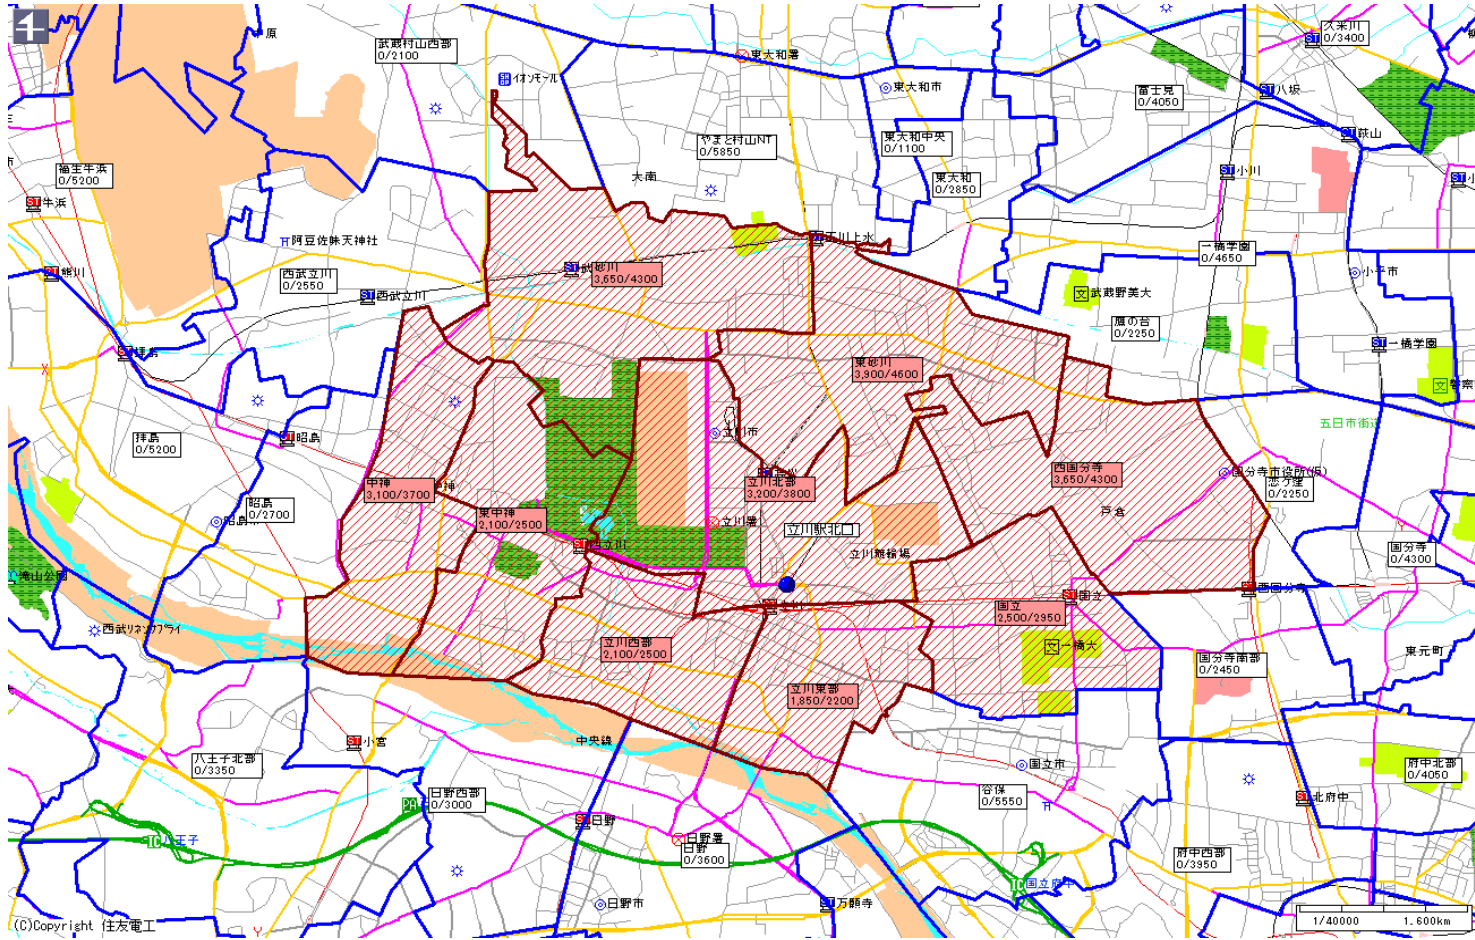 原
久米川
0/3400
武蔵村山西部
0/2100
東大和署
イオンモール
東大和市
富士見
0/4050
八坂
萩山
やまと村山NT
0/5850
東大和中央
0/1100
福生牛浜
0/5200
大南
東大和
0/2850
小川
牛浜
阿豆佐味天神社
玉川上水
一橋学園
0/4650
熊川
西武立川
0/2550
武砂川
3,650/4300
小平市
西武立川
武蔵野美大
鷹の台
0/2250
拝島
一橋学園
東砂川
3,900/4600
五日市街道
拝島
0/5200
昭島
立川市
中神
3,100/3700
立川北部
3,200/3800
西国分寺
3,650/4300
国分寺市役所(仮)
恋ヶ窪
0/2250
昭島
0/2700
東中神
2,100/2500
立川署
立川駅北口
戸倉
西立川
立川競輪場
国分寺
0/4300
滝山公園
西国分寺
国立
国立
2,500/2950
立川西部
2,100/2500
一橋大
東元町
国分寺南部
0/2450
立川東部
1,850/2200
中央線
小宮
八王子北部
0/3350
国立市
府中北部
0/4050
日野西部
0/3000
谷保
0/5550
北府中
PA
日野
日野署
日野
0/3600
IC八王子
府中西部
0/3950
IC国立府中
日野市
万願寺
(C)Copyright 住友電工
1/40000 1.600km